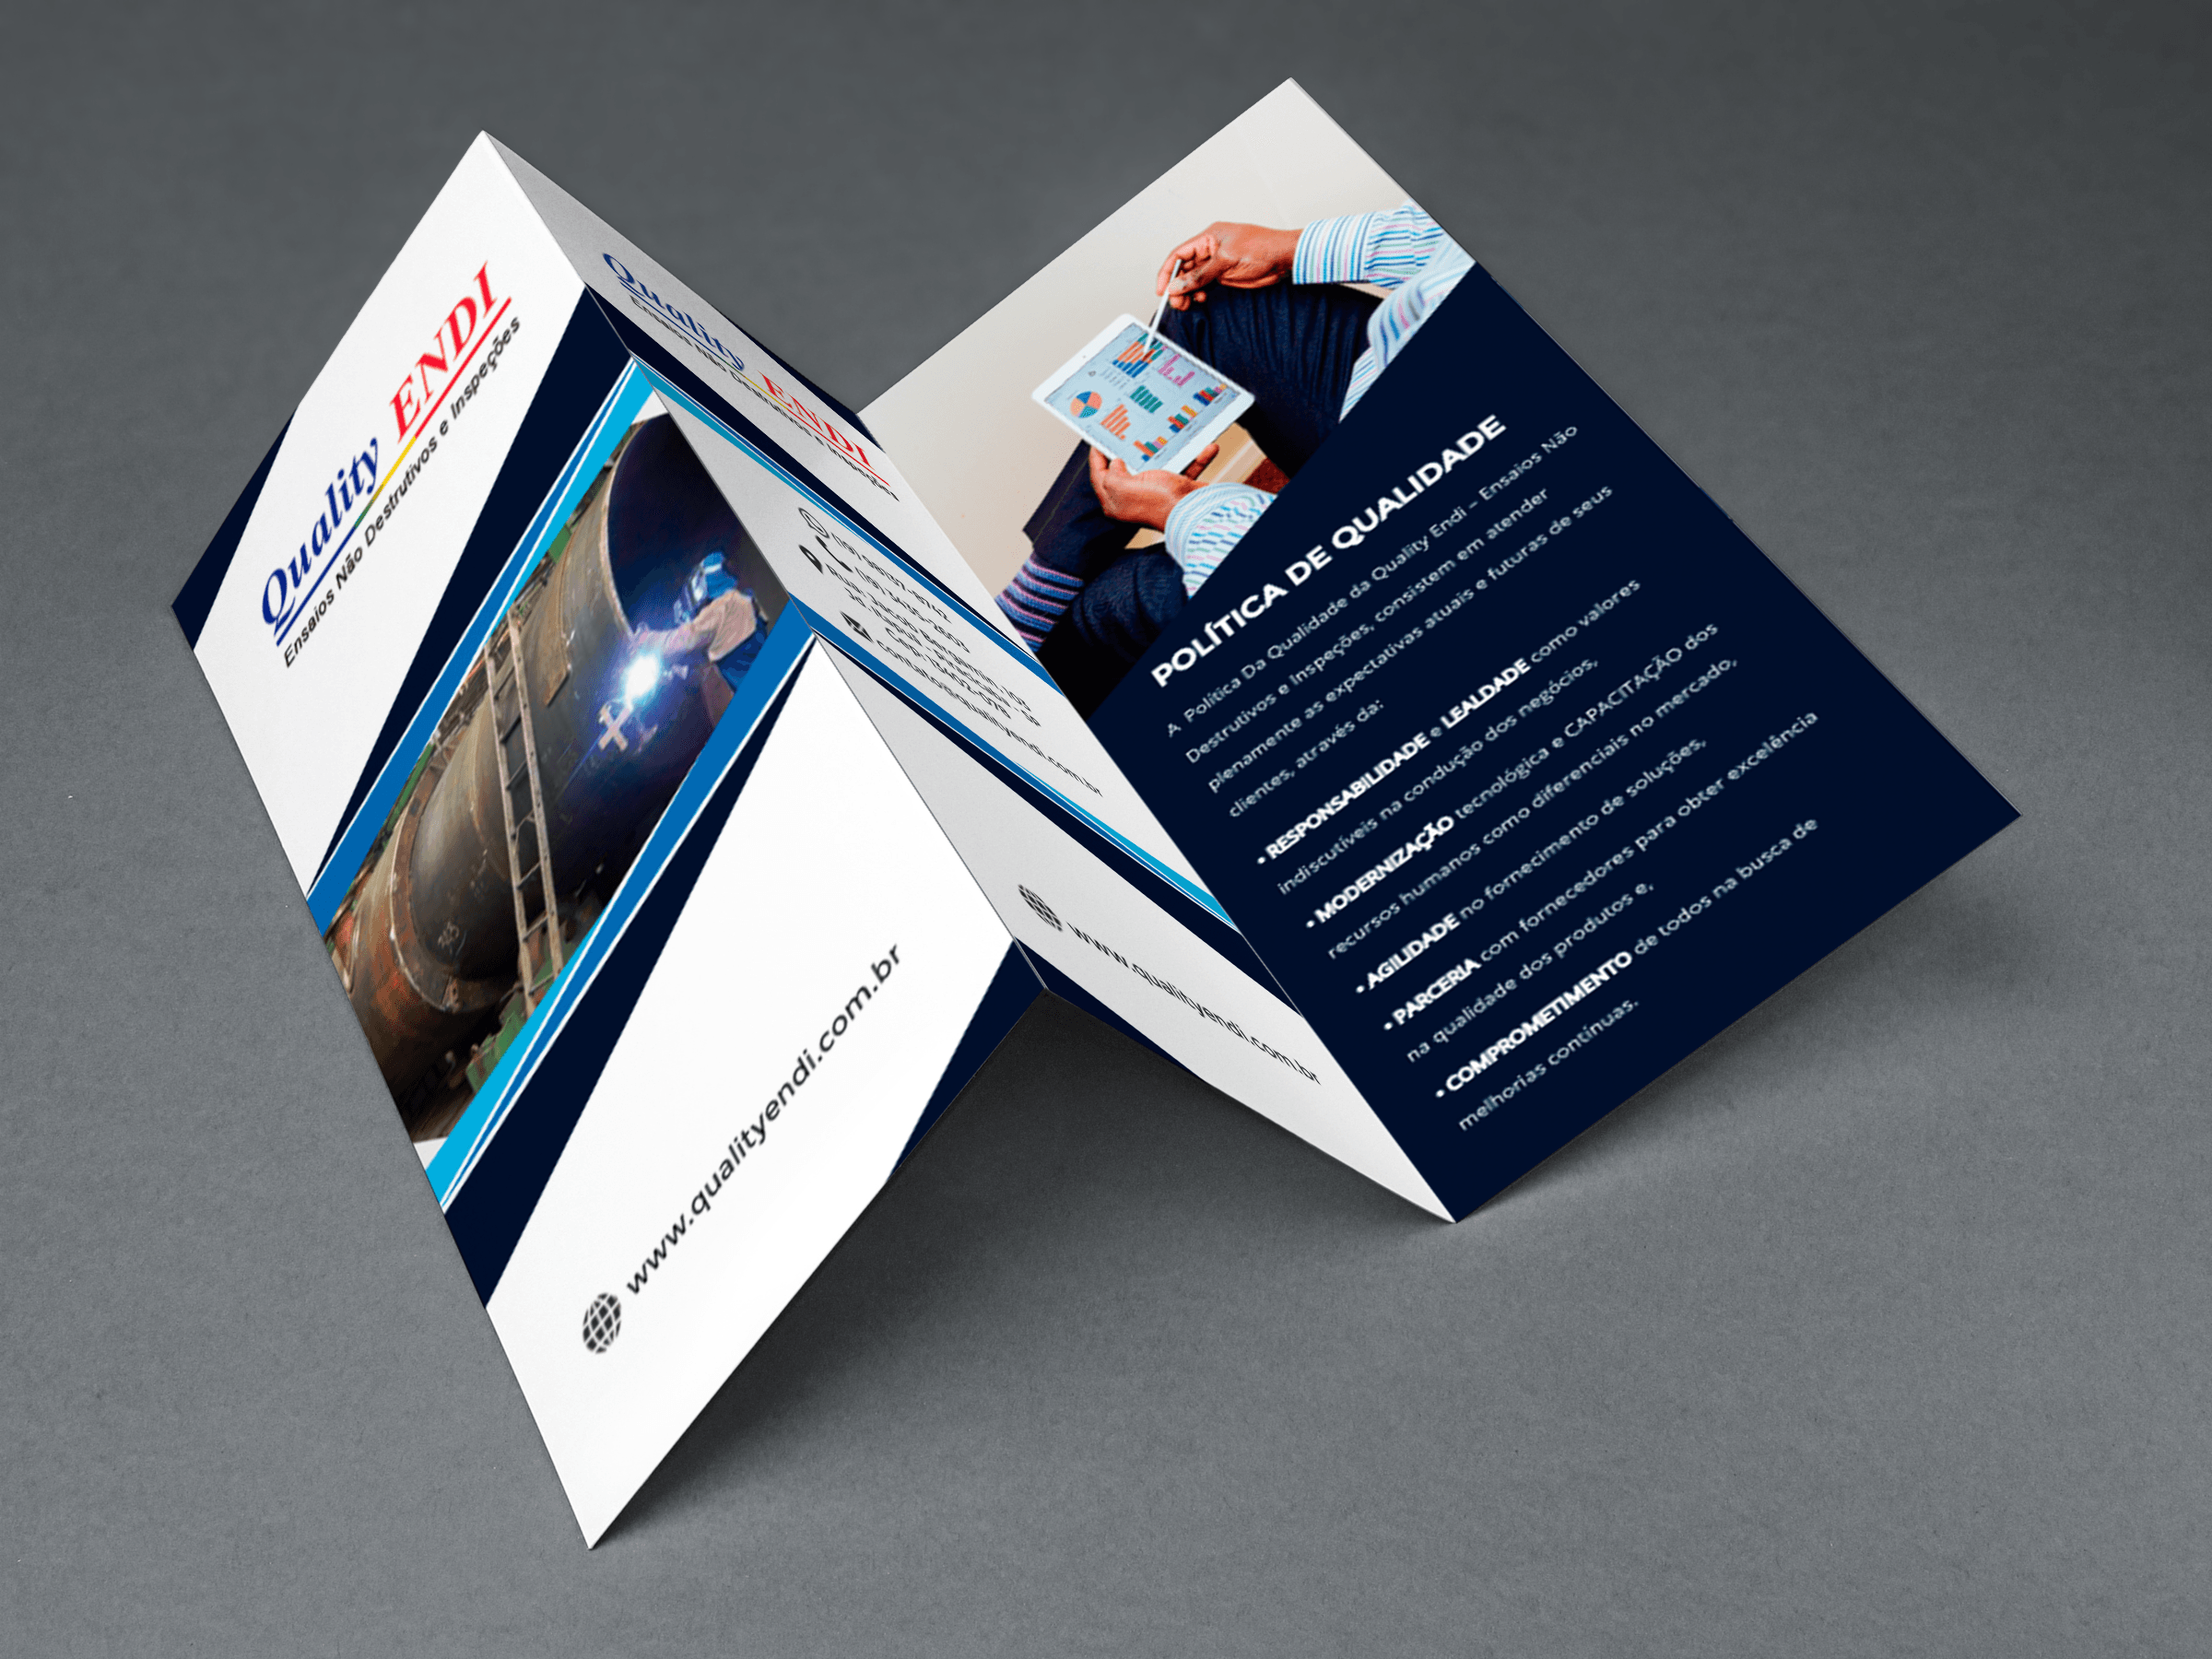 Quality ENDI
Ensaios Não Destrutivos e Inspeções
www.qualityendi.com.br
Quality ENDI
Ensaios Não Destrutivos e Inspeções
contato@qualityendi.com.br
www.qualityendi.com.br
POLÍTICA DE QUALIDADE
A Política Da Qualidade da Quality Endi – Ensaios Não
Destrutivos e Inspeções, consistem em atender
plenamente as expectativas atuais e futuras de seus
clientes, através da:
• RESPONSABILIDADE e LEALDADE como valores
indiscutíveis na condução dos negócios,
• MODERNIZAÇÃO tecnológica e CAPACITAÇÃO dos
recursos humanos como diferenciais no mercado,
• AGILIDADE no fornecimento de soluções,
• PARCERIA com fornecedores para obter excelência
na qualidade dos produtos e,
• COMPROMETIMENTO de todos na busca de
melhorias contínuas.